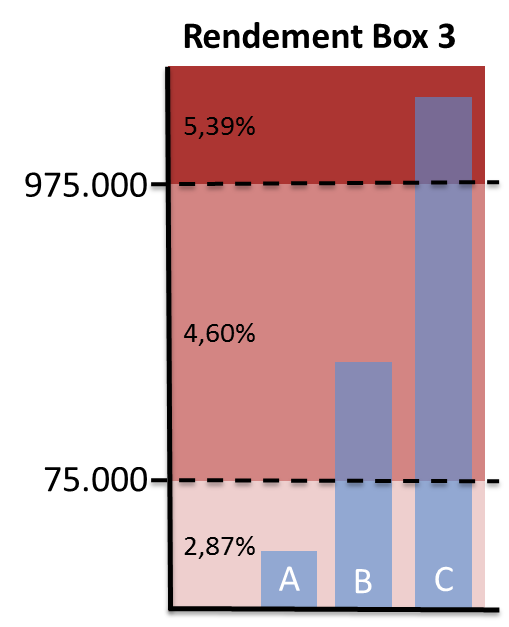 Rendement Box 3
5,39%
975.000
4,60%
75.000
2,87%
A
B
C